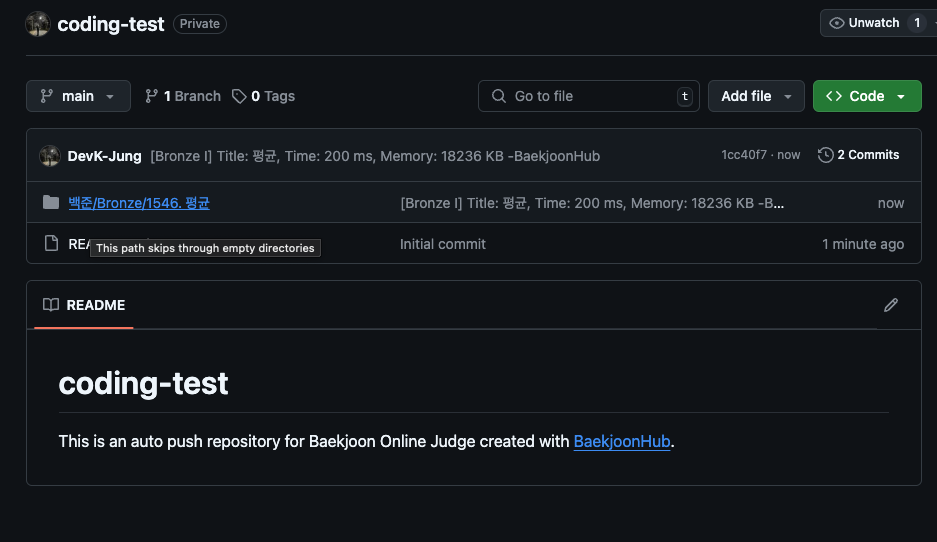 coding-test Private Unwatch 1
main 1 Branch 0 Tags Go to file t Add file Code
DevK-Jung [Bronze I] Title: 평균, Time: 200 ms, Memory: 18236 KB -BaekjoonHub 1cc40f7 · now 2 Commits
백준/Bronze/1546. 평균 [Bronze I] Title: 평균, Time: 200 ms, Memory: 18236 KB -B... now
Initial commit 1 minute ago
This path skips through empty directories
README
coding-test
This is an auto push repository for Baekjoon Online Judge created with BaekjoonHub.